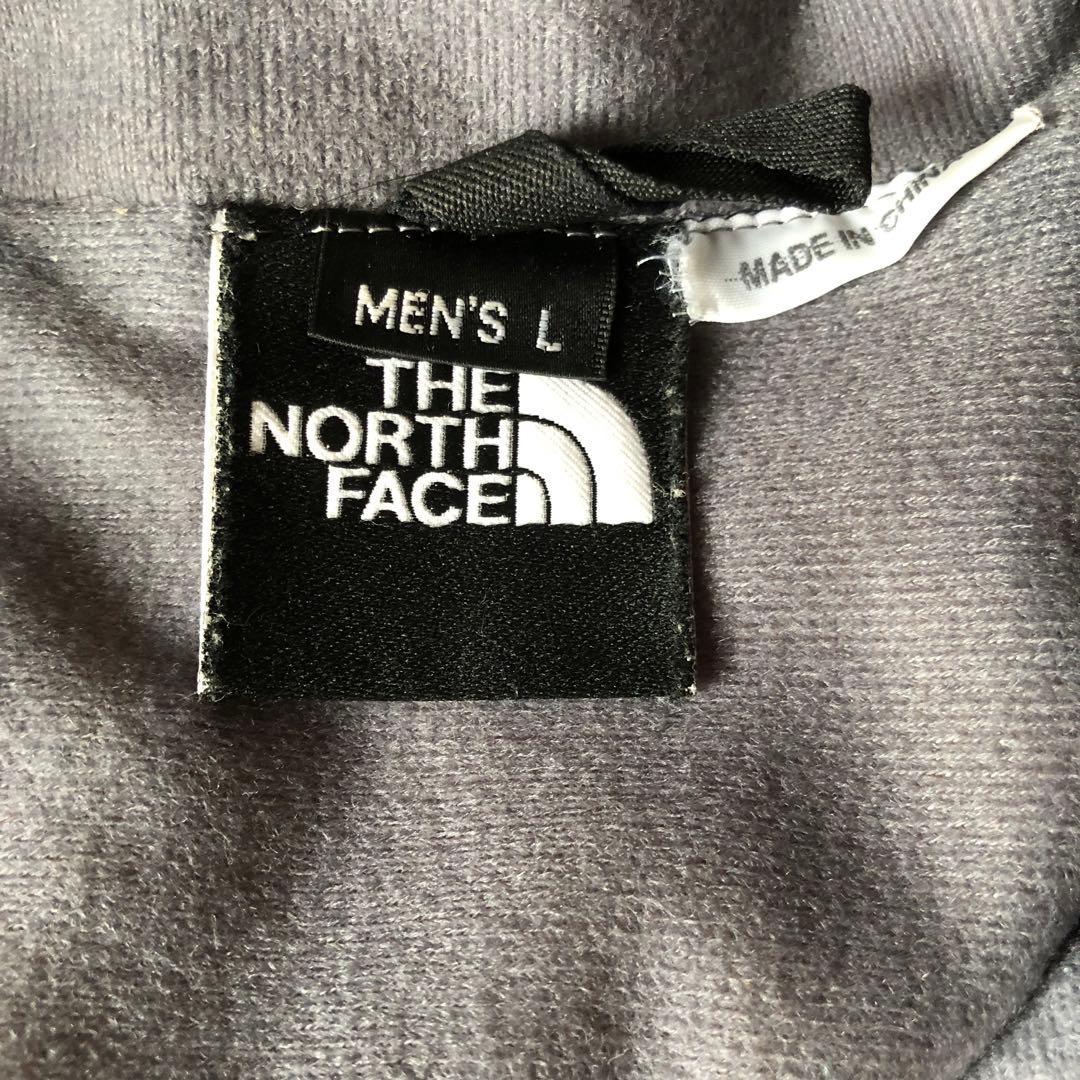 MEN'S L
THE
NORTH
FACE
MADE IN CHIN